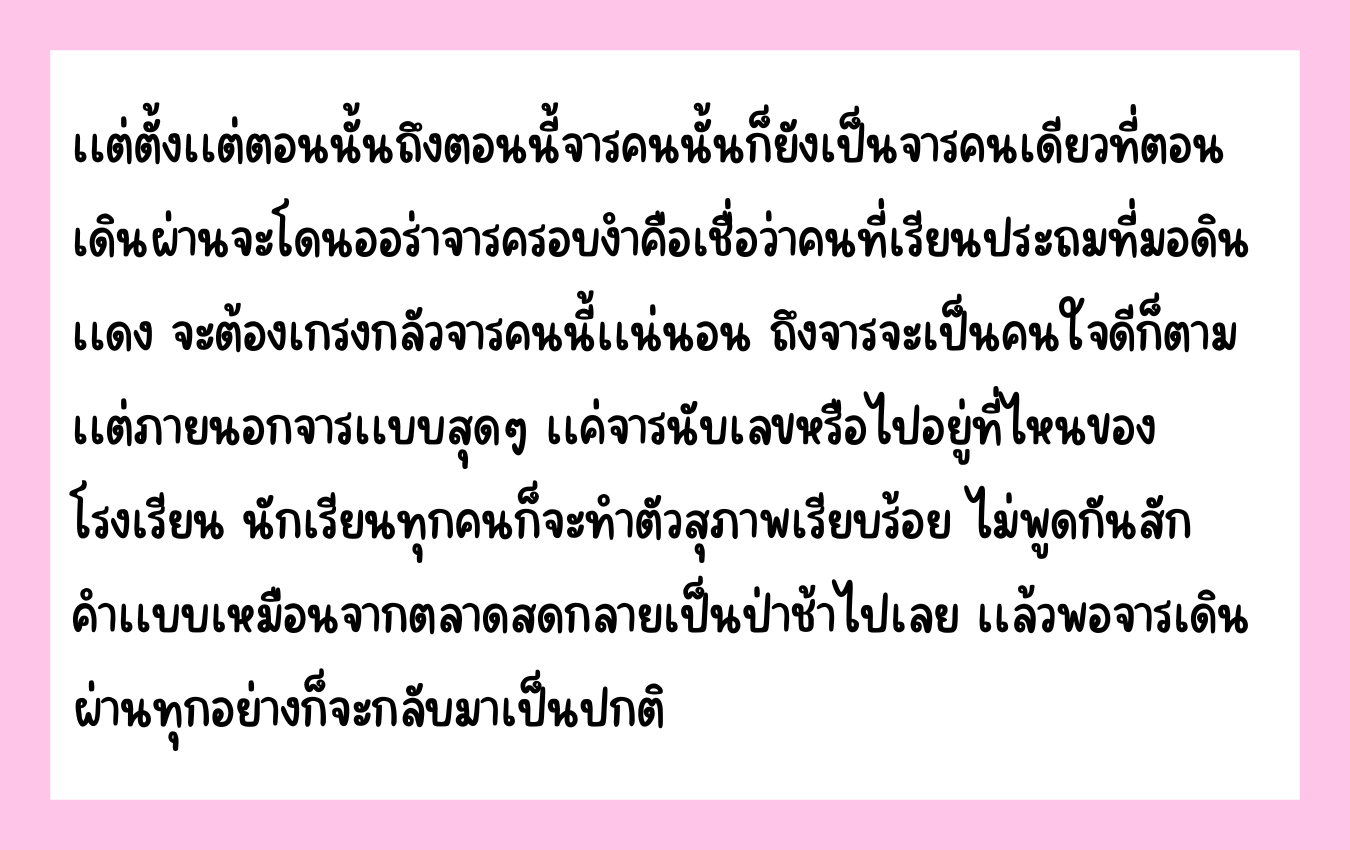 แต่ตั้งแต่ตอนนั้นถึงตอนนี้จารคนนั้นก็ยังเป็นจารคนเดียวที่ตอน
เดินผ่านจะโดนออร่าจารครอบงำคือเชื่อว่าคนที่เรียนประถมที่มอดิน
แดง จะต้องเกรงกลัวจารคนนี้แน่นอน ถึงจารจะเป็นคนใจดีก็ตาม
แต่ภายนอกจารแบบสุดๆ แค่จารนับเลขหรือไปอยู่ที่ไหนของ
โรงเรียน นักเรียนทุกคนก็จะทำตัวสุภาพเรียบร้อย ไม่พูดกันสัก
คำแบบเหมือนจากตลาดสดกลายเป็นป่าช้าไปเลย แล้วพอจารเดิน
ผ่านทุกอย่างก็จะกลับมาเป็นปกติ